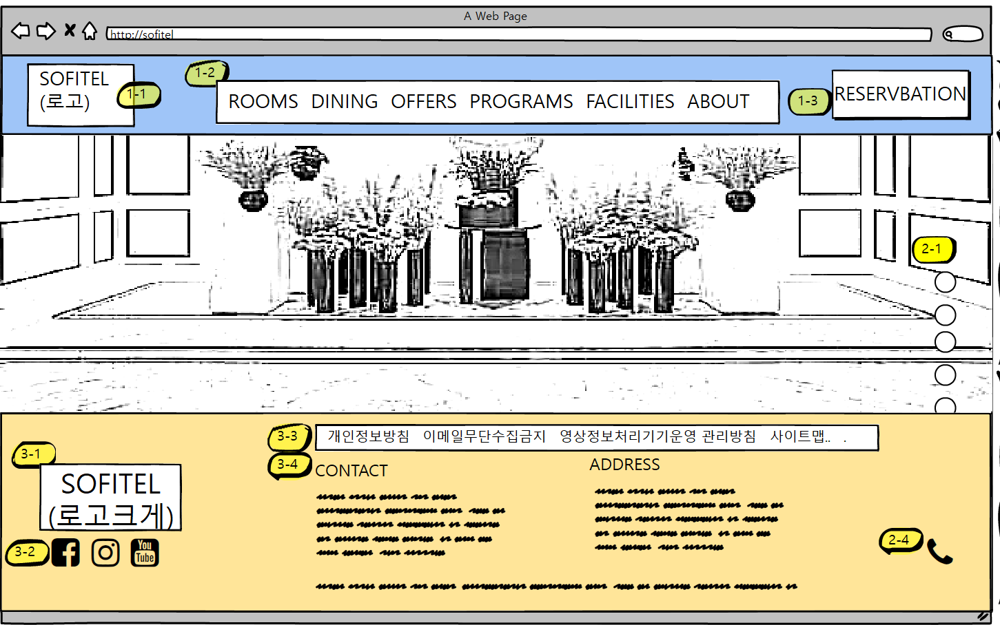 A Web Page
http://sofitel
SOFITEL
(로고)
1-1
1-2
ROOMS DINING OFFERS PROGRAMS FACILITIES ABOUT
1-3
RESERVBATION
2-1
3-3
개인정보방침 이메일무단수집금지 영상정보처리기기운영 관리방침 사이트맵.. .
3-1
SOFITEL
(로고크게)
3-4
CONTACT
ADDRESS
3-2
You
Tube
2-4